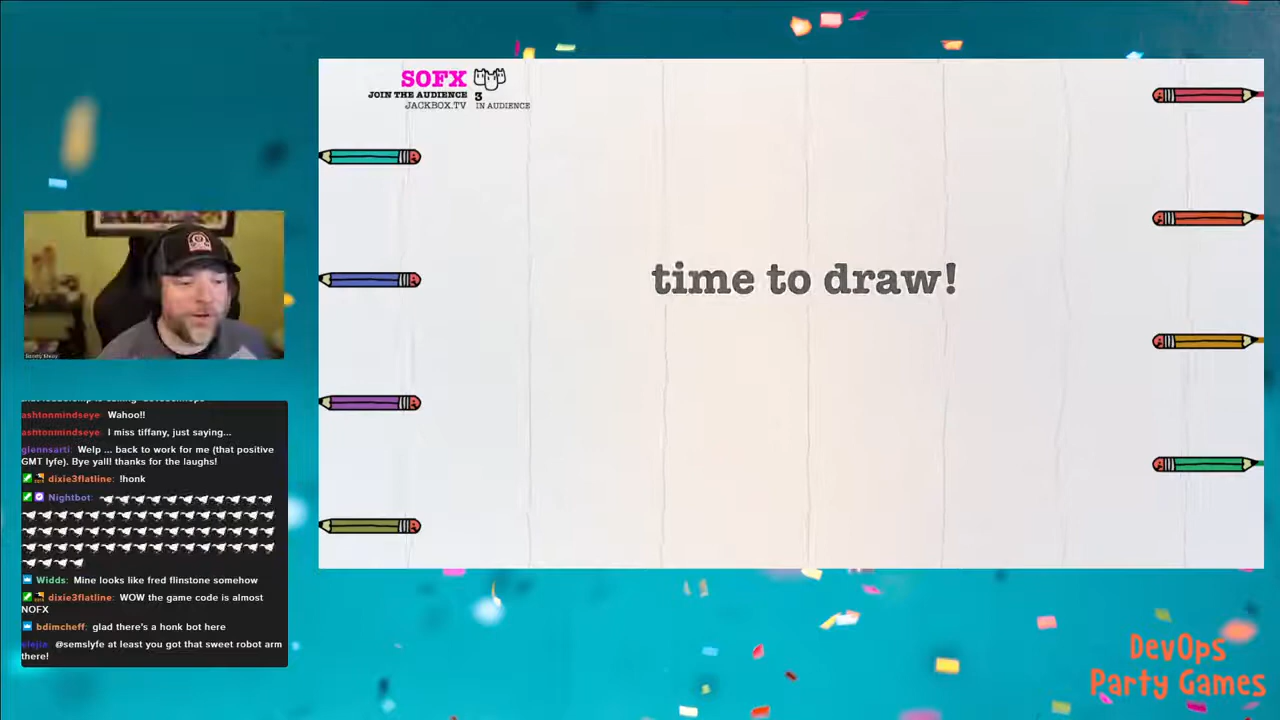 SOFX
JOIN THE AUDIENCE
JACKBOX.TV
3
IN AUDIENCE
time to draw!
ashtonmindseye: Wahoo!!
ashtonmindseye: I miss tiffany, just saying...
glennsarti: Welp ... back to work for me (that positive
GMT lyfe). Bye yall! thanks for the laughs!
dixie3flatline: !honk
Nightbot:
Widds: Mine looks like fred flinstone somehow
dixie3flatline: WOW the game code is almost
NOFX
bdimcheff: glad there's a honk bot here
@semslyfe at least you got that sweet robot arm
there!
DevOps
Party Games